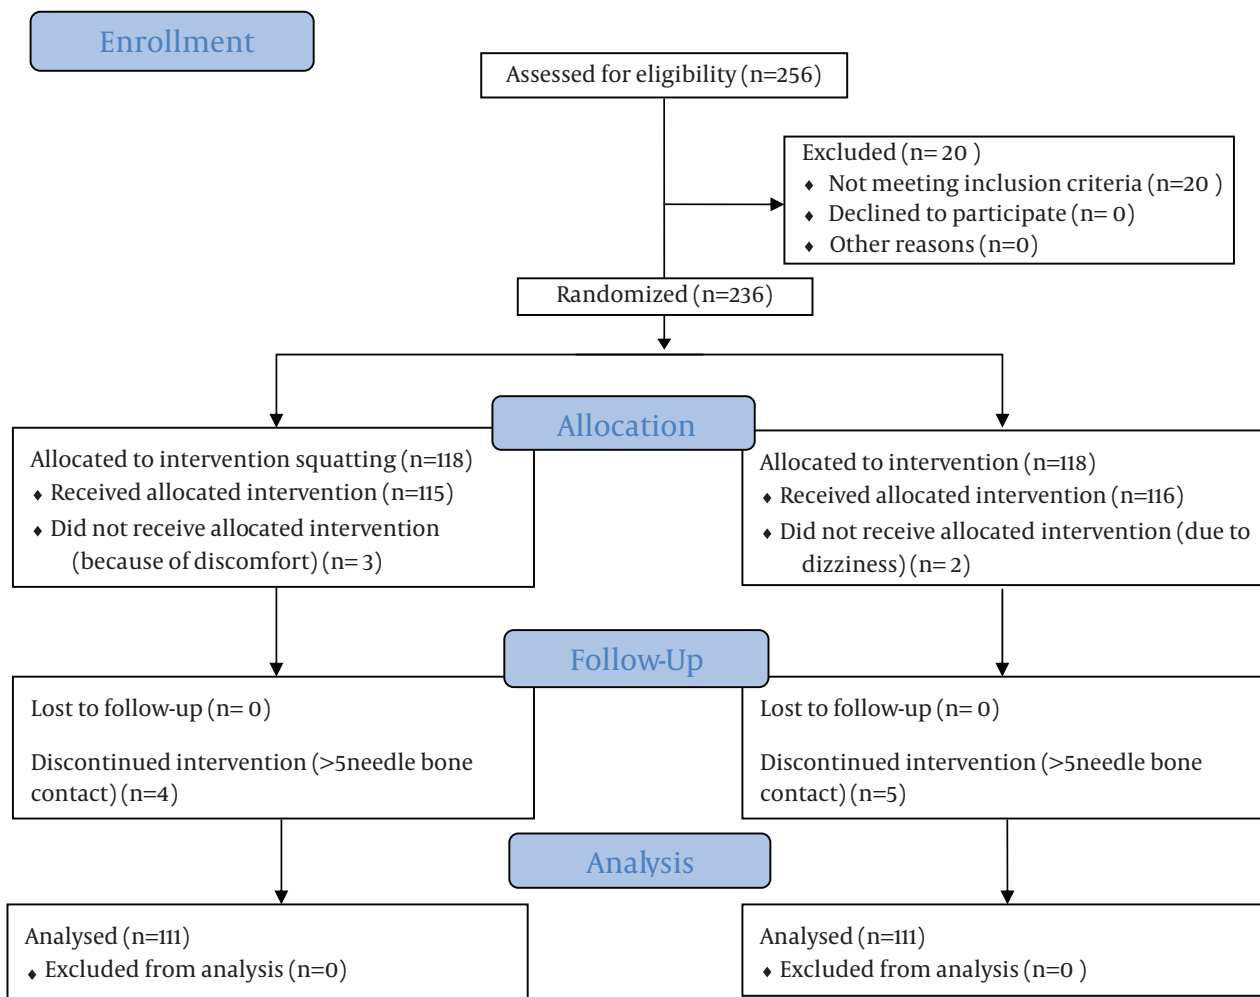 Enrollment
Assessed for eligibility (n=256)
Excluded (n= 20 )
♦ Not meeting inclusion criteria (n=20 )
♦ Declined to participate (n= 0)
♦ Other reasons (n=0)
Randomized (n=236)
Allocation
Allocated to intervention squatting (n=118)
♦ Received allocated intervention (n=115)
♦ Did not receive allocated intervention
(because of discomfort) (n= 3)
Allocated to intervention (n=118)
♦ Received allocated intervention (n=116)
♦ Did not receive allocated intervention (due to
dizziness) (n= 2)
Follow-Up
Lost to follow-up (n= 0)
Discontinued intervention (>5needle bone
contact) (n=4)
Lost to follow-up (n= 0)
Discontinued intervention (>5needle bone
contact) (n=5)
Analysis
Analysed (n=111)
♦ Excluded from analysis (n=0)
Analysed (n=111)
♦ Excluded from analysis (n=0 )